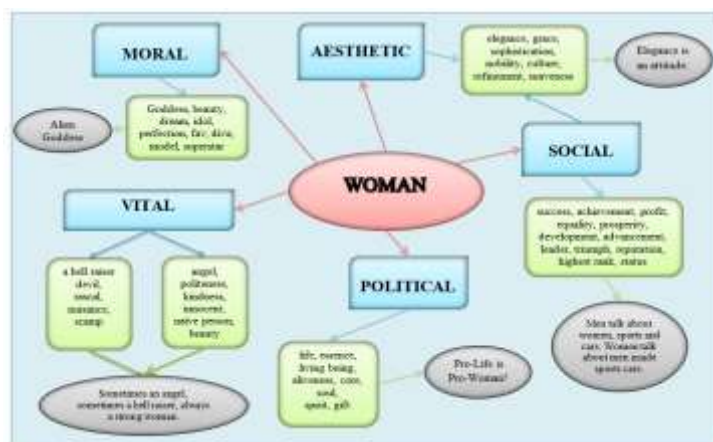 MORAL
AESTHETIC
elegance, grace,
sophistication,
nobility, culture,
refinement, suaveness
Elegance is
an attitude.
Goddess, beauty,
dream, idol,
perfection, fire, diva,
model, superstar
Alien
Goddess
WOMAN
SOCIAL
VITAL
success, achievement, profit,
equality, prosperity,
development, advancement,
leader, triumph, reputation,
highest rank, status
a hell raiser
devil,
rascal,
nuisance,
scamp
angel,
politeness,
kindness,
innocent,
naive person,
beauty
POLITICAL
Men talk about
women, sports and
cars. Women talk
about men inside
sports cars.
life, essence,
living being,
aliveness, core,
soul,
spirit, gift
Pro-Life is
Pro-Woman!
Sometimes an angel,
sometimes a hell raiser, always
a strong woman.